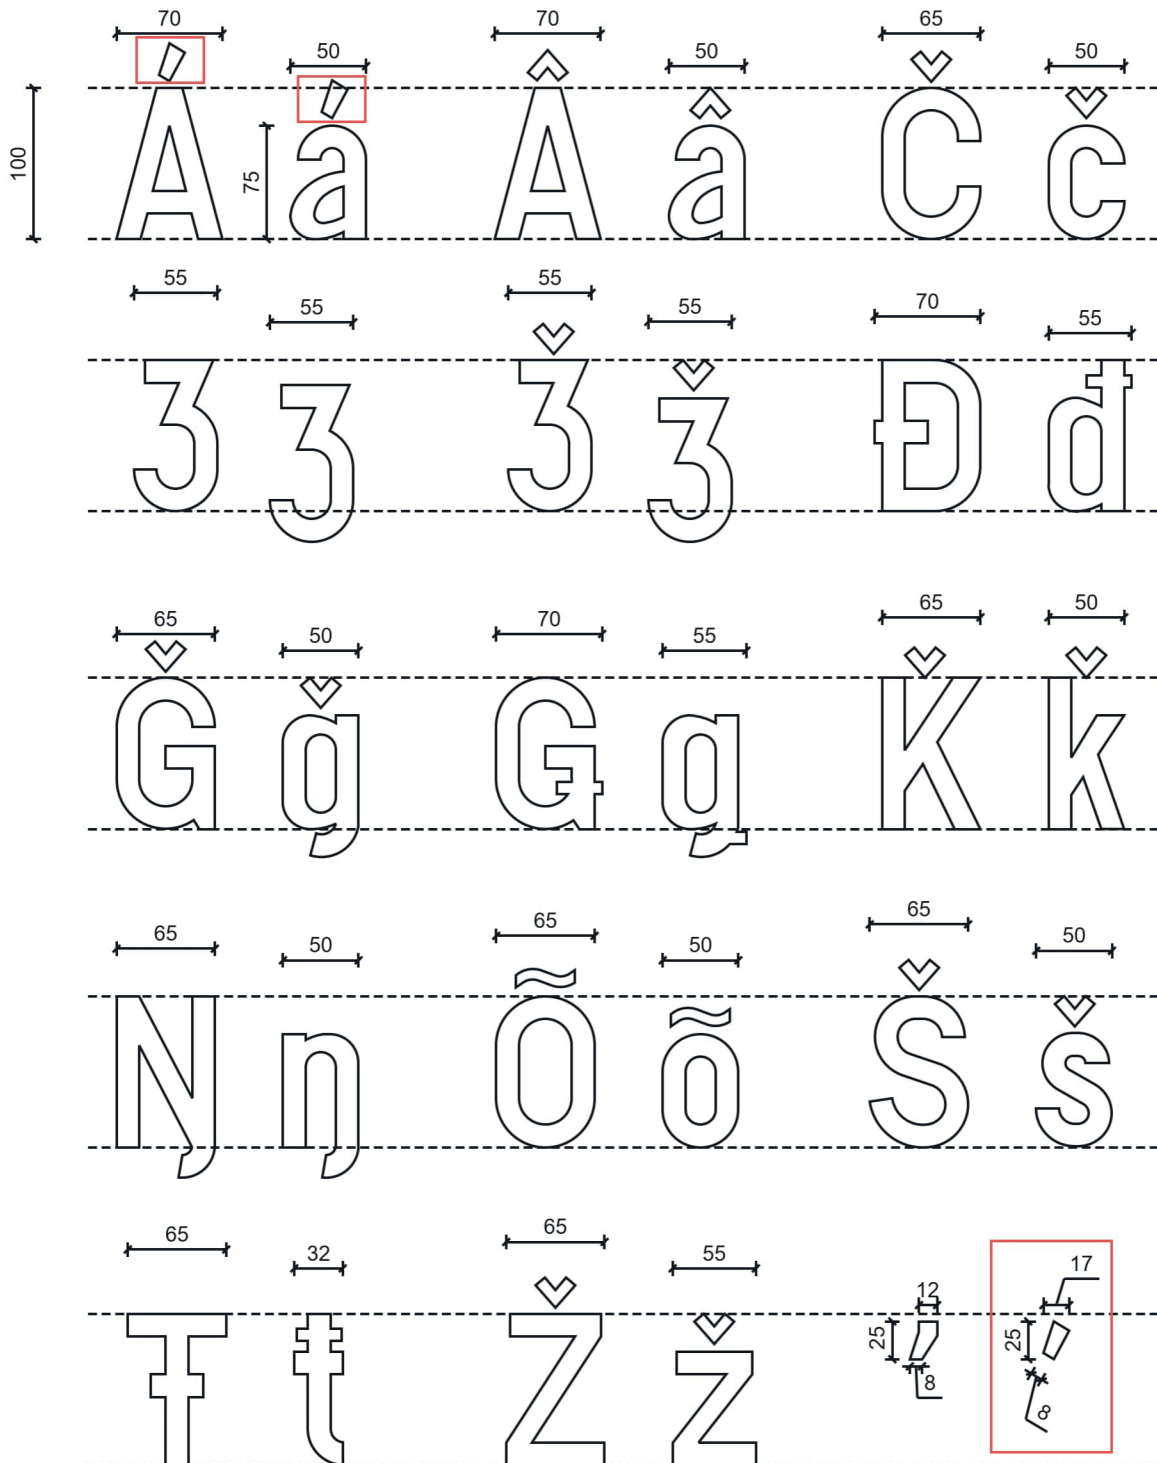 70 50 70 50 65 50
100 75
Á á Â â Č č
55 55 55 55 70 55
Ʒ ʒ Ǯ ǯ Đ đ
65 50 70 55 65 50
Ǧ ǧ Ǥ ǥ Ǩ ǩ
65 50 65 50 65 50
Ŋ ŋ Õ õ Š š
65 32 65 55 12 17
25 25
Ŧ ŧ Ž ž ʼ ˊ
8 8